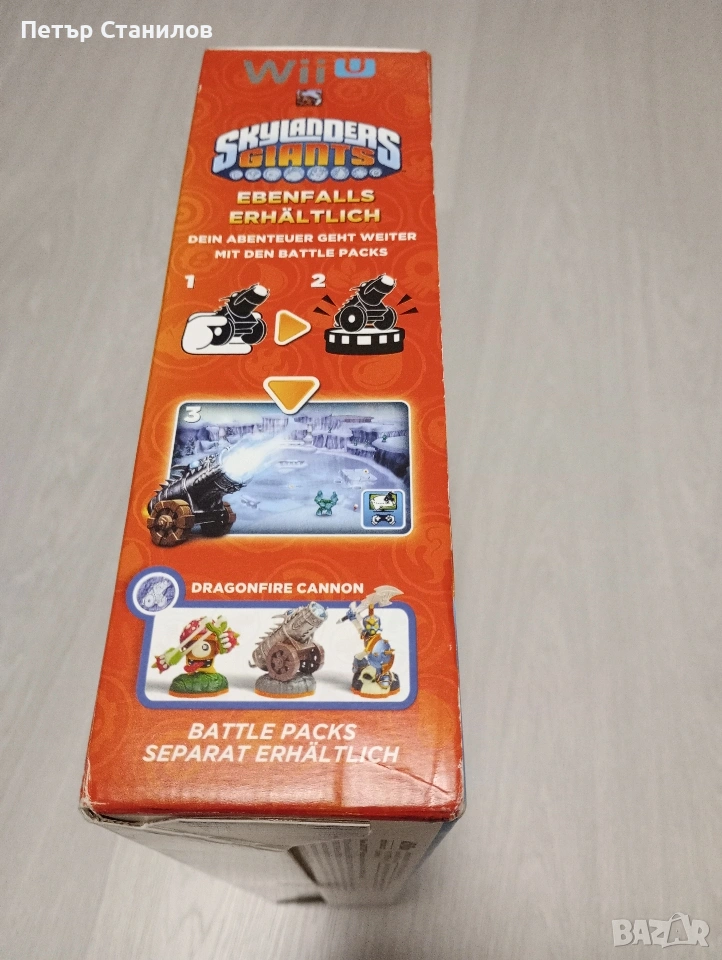 Петър Станилов
Wii U
SKYLANDERS
GIANTS
EBENFALLS
ERHÄLTLICH
DEIN ABENTEUER GEHT WEITER
MIT DEN BATTLE PACKS
1
2
3
DRAGONFIRE CANNON
BATTLE PACKS
SEPARAT ERHÄLTLICH
BAZAR